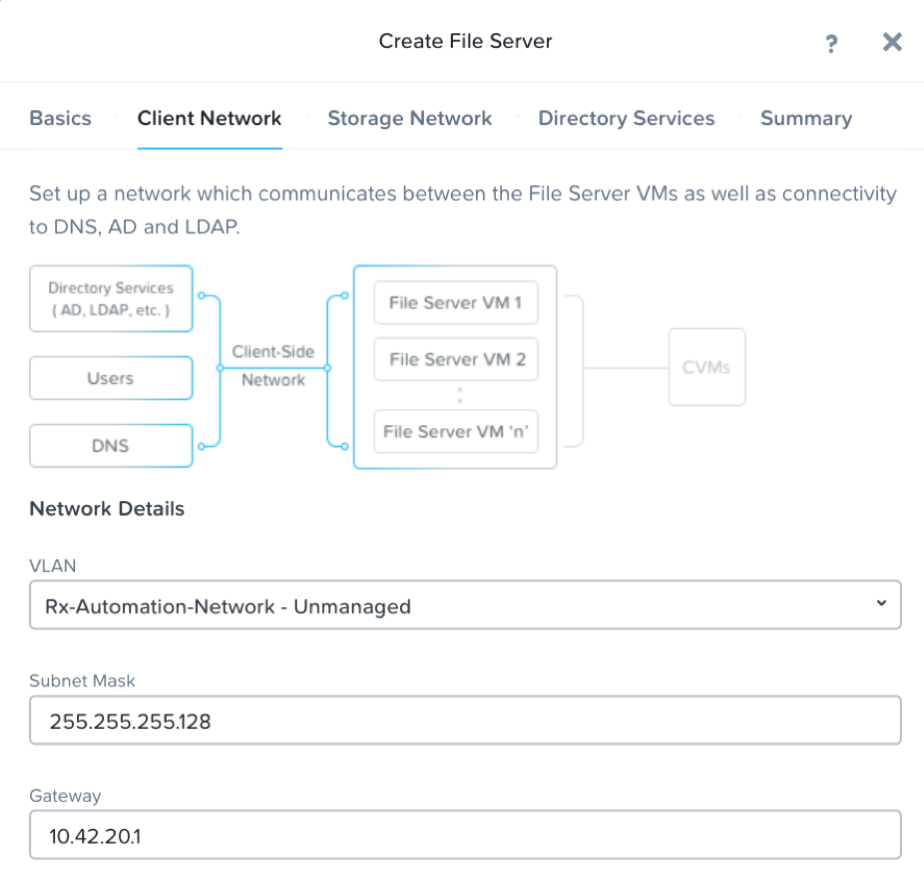 Create File Server
?
Basics
Client Network
Storage Network
Directory Services
Summary
Set up a network which communicates between the File Server VMs as well as connectivity
to DNS, AD and LDAP.
Directory Services
( AD, LDAP, etc. )
Users
DNS
Client-Side
Network
File Server VM 1
File Server VM 2
File Server VM 'n'
CVMs
Network Details
VLAN
Rx-Automation-Network - Unmanaged
Subnet Mask
255.255.255.128
Gateway
10.42.20.1